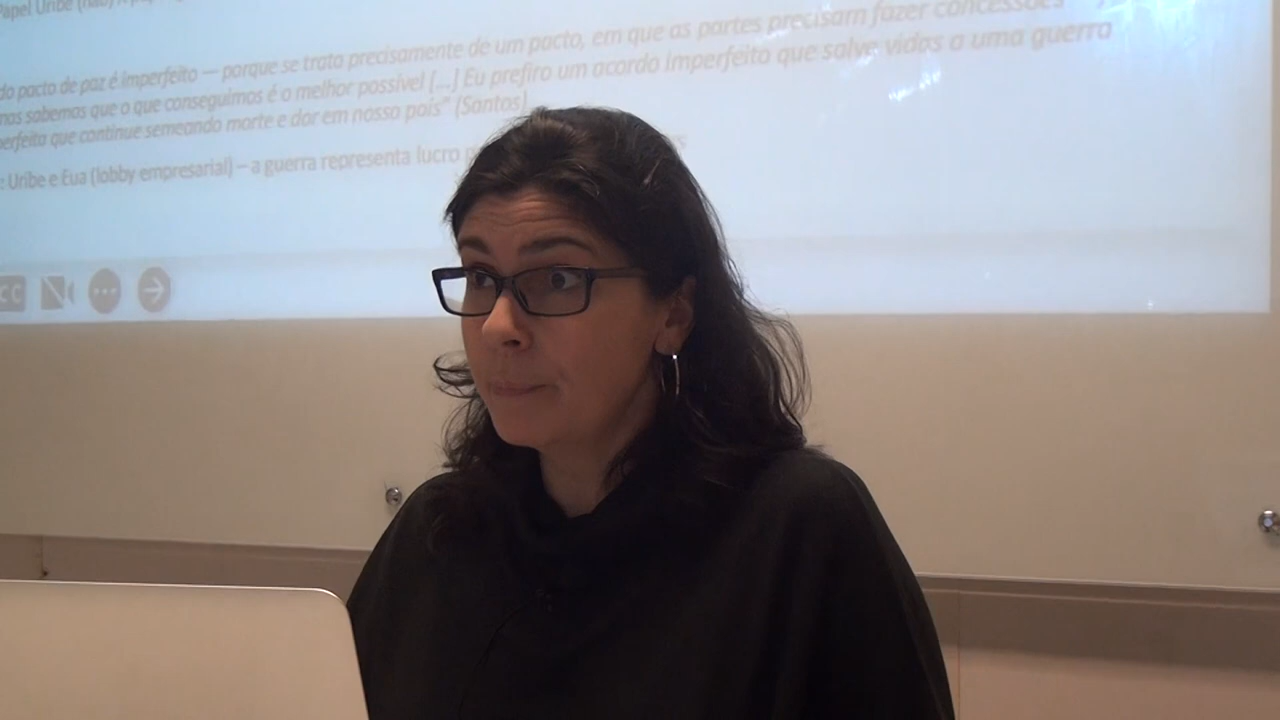 Papel Uribe
do pacto de paz é imperfeito — porque se trata precisamente de um pacto, em que as partes precisam fazer concessões
mas sabemos que o que conseguimos é o melhor possível [...] Eu prefiro um acordo imperfeito que salve vidas a uma guerra
perfeita que continue semeando morte e dor em nosso país" (Santos)
: Uribe e Eua (lobby empresarial) – a guerra representa lucro
CC